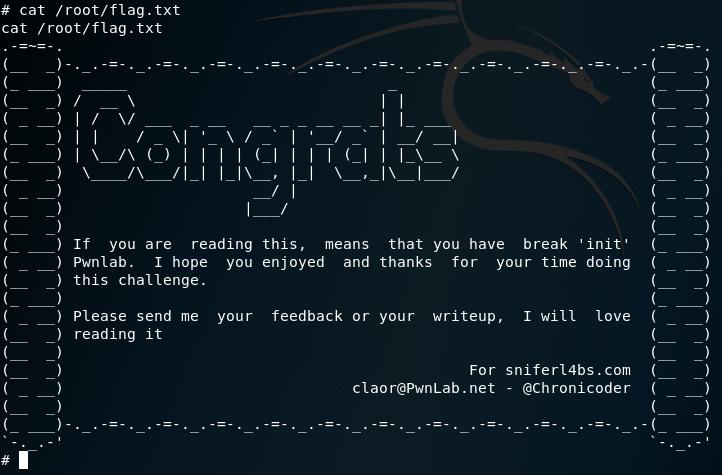 # cat /root/flag.txt
cat /root/flag.txt
Congrats
If  you are  reading this,  means  that you have  break 'init'
Pwnlab.  I hope  you enjoyed  and thanks  for  your time doing
this challenge.
Please send me  your  feedback or your  writeup,  I will  love
reading it
For sniferl4bs.com
claor@PwnLab.net - @Chronicoder
#